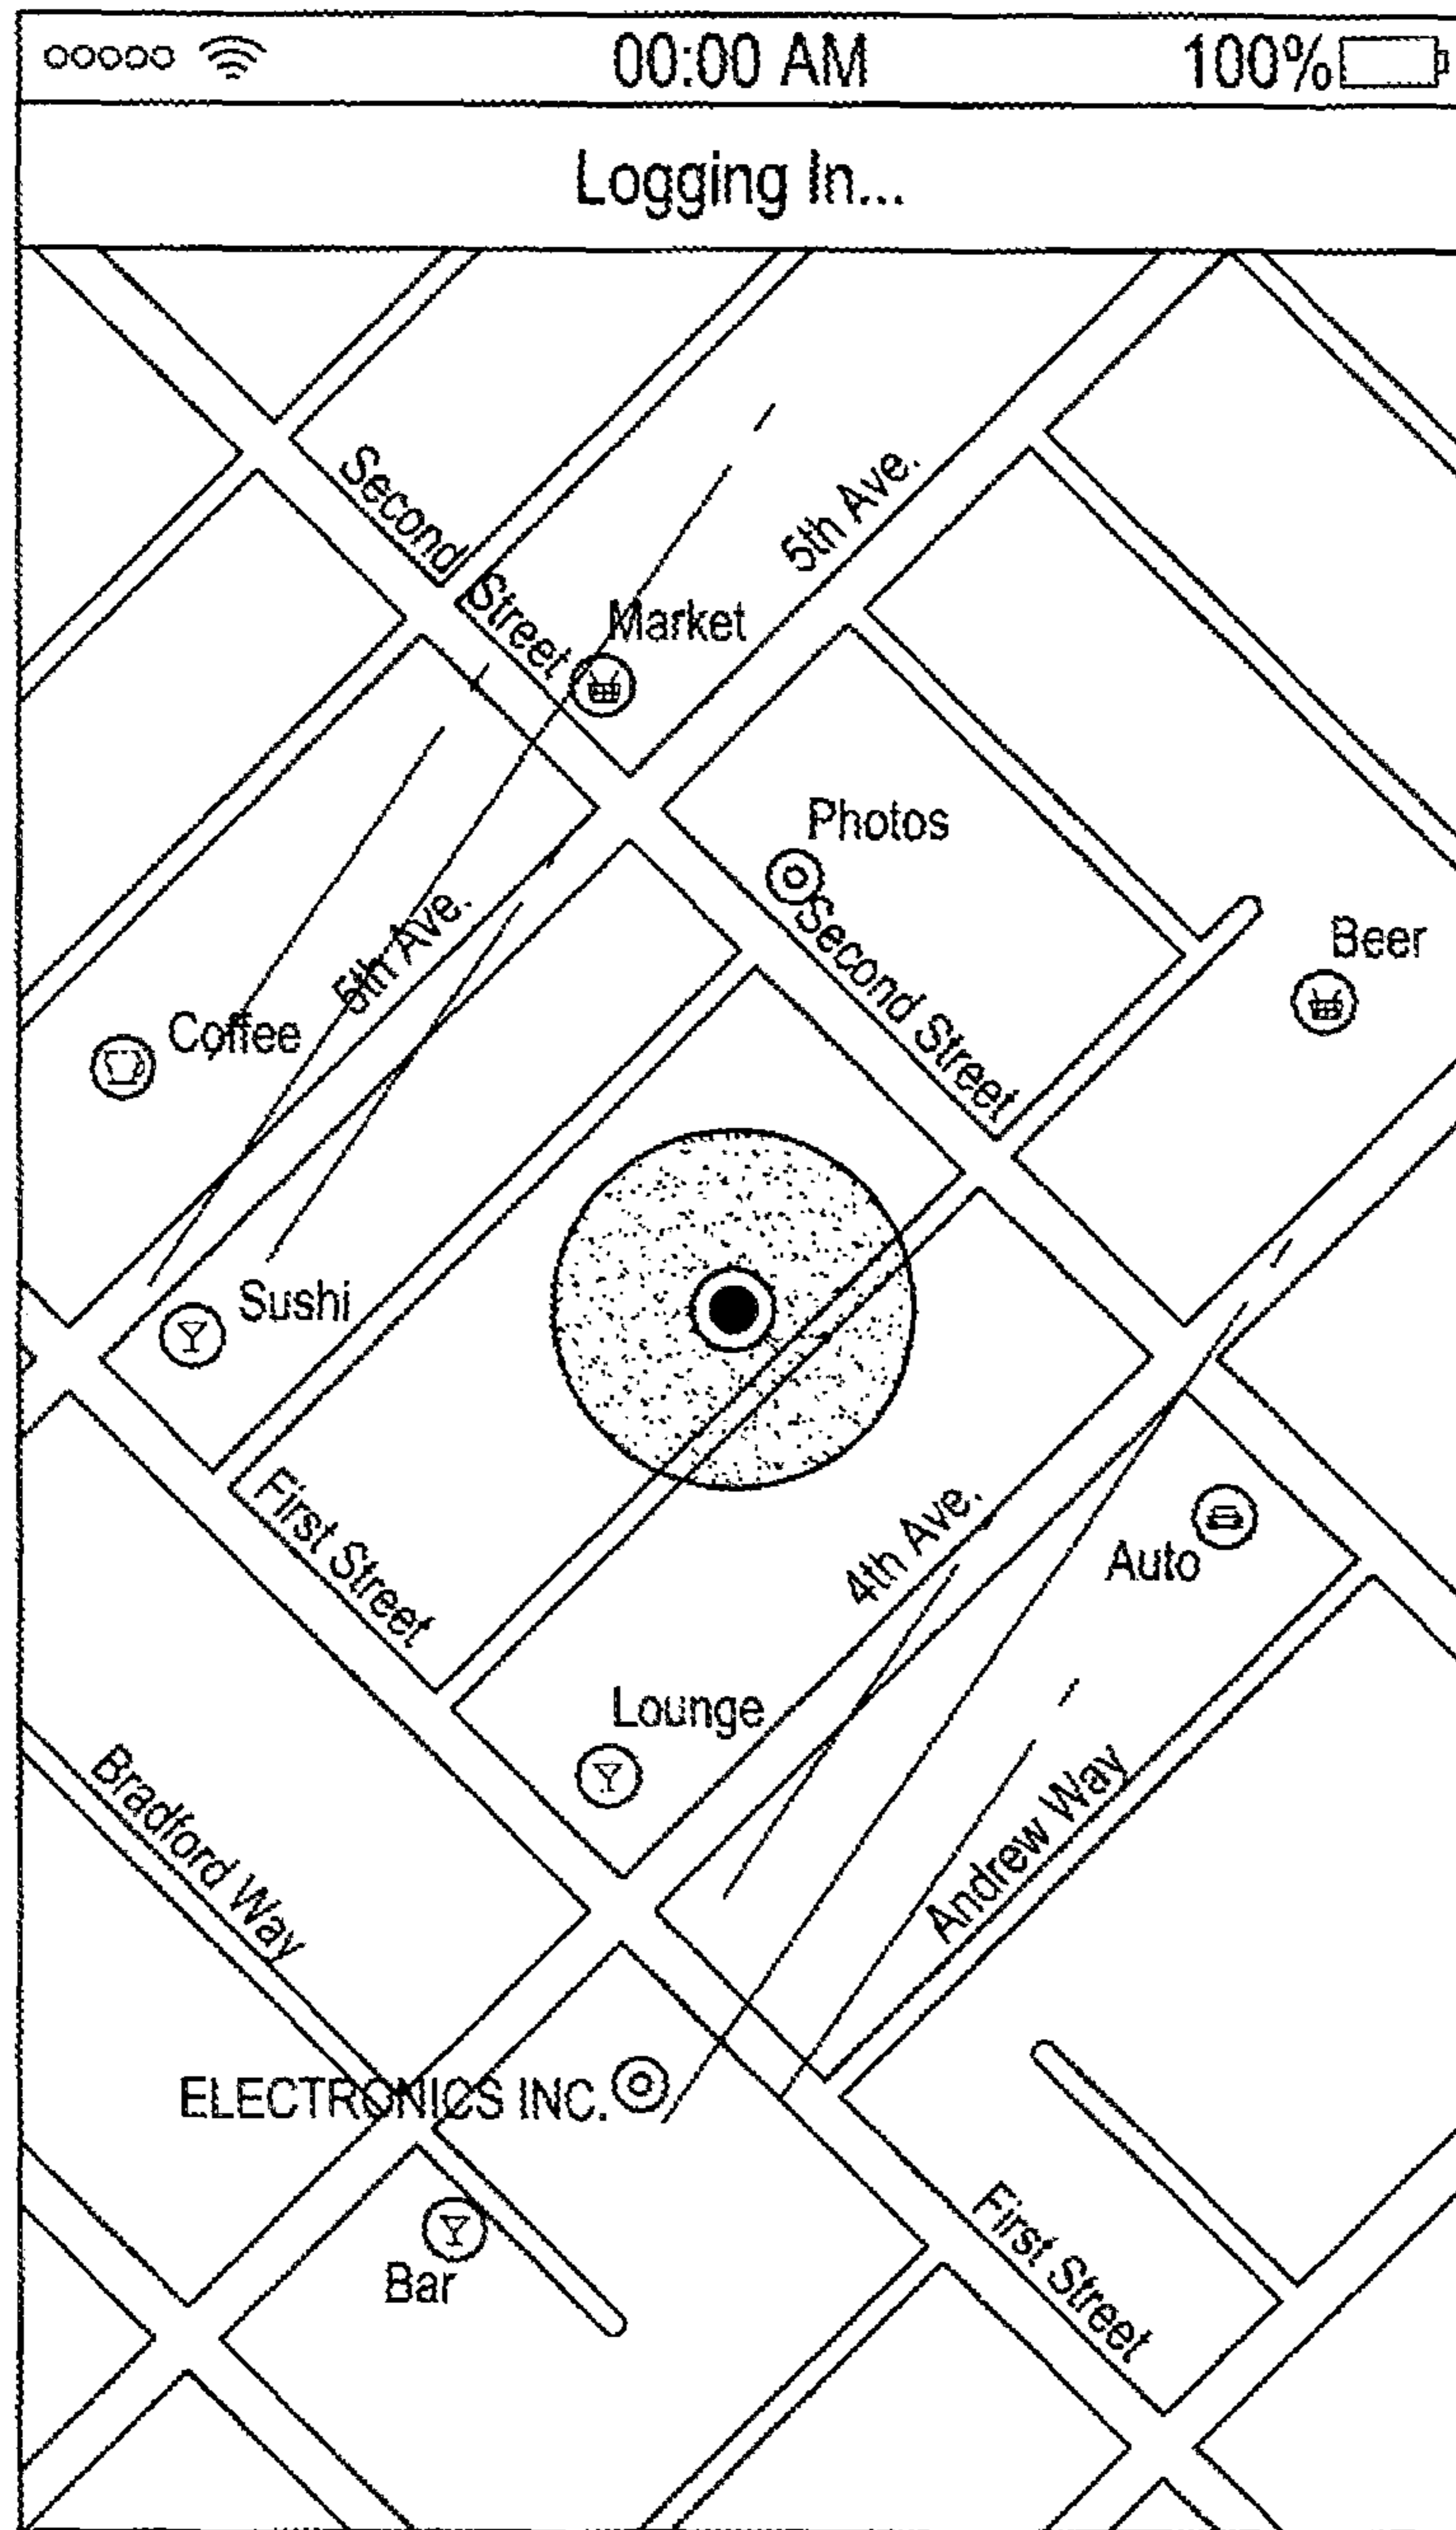 00:00 AM
100%
Logging In...
Second Street
5th Ave.
Market
Photos
5th Ave.
Second Street
Beer
Coffee
Sushi
First Street
4th Ave.
Auto
Lounge
Bradford Way
Andrew Way
ELECTRONICS INC.
First Street
Bar